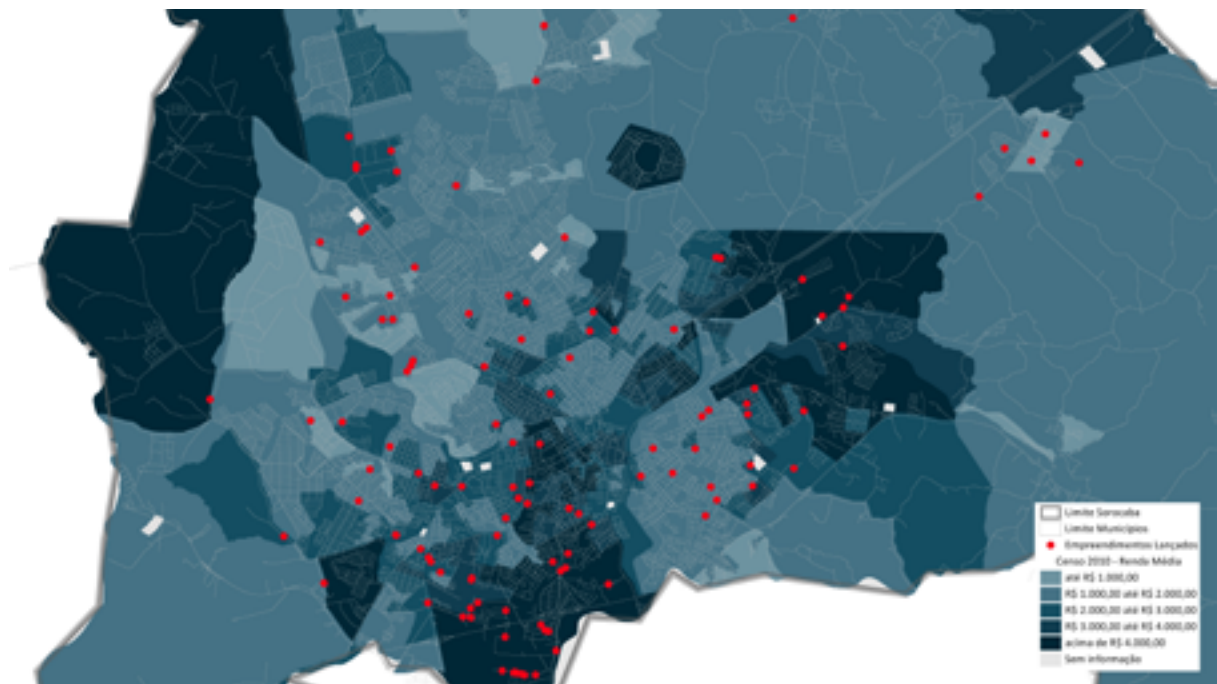 Limite Sorocaba
Limite Municípios
Empreendimentos Lançados
Censo 2010 - Renda Média
até R$ 1.000,00
R$ 1.000,00 até R$ 2.000,00
R$ 2.000,00 até R$ 3.000,00
R$ 3.000,00 até R$ 4.000,00
acima de R$ 4.000,00
Sem informação